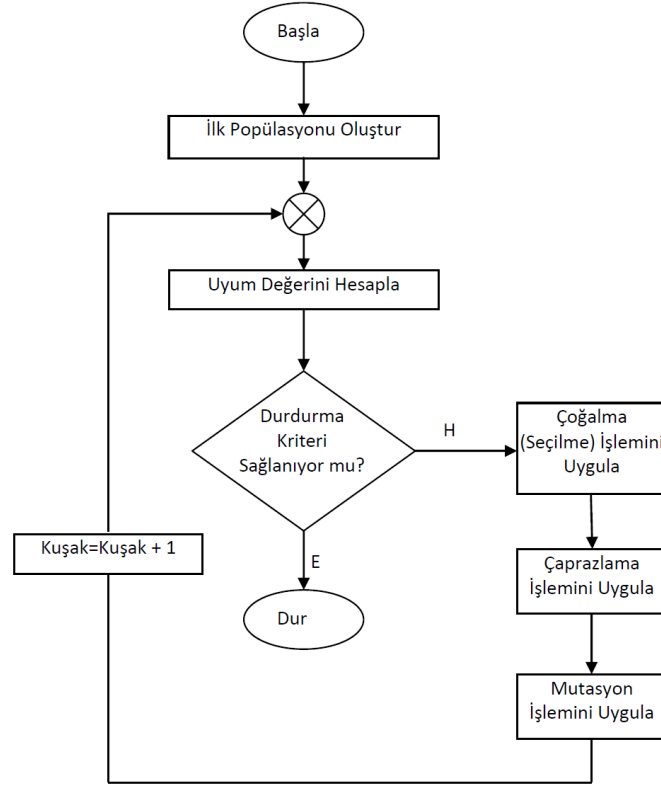 Başla
İlk Popülasyonu Oluştur
Uyum Değerini Hesapla
Durdurma
Kriteri
Sağlanıyor mu?
H
Çoğalma
(Seçilme) İşlemini
Uygula
E
Dur
Çaprazlama
İşlemini Uygula
Mutasyon
İşlemini Uygula
Kuşak=Kuşak + 1